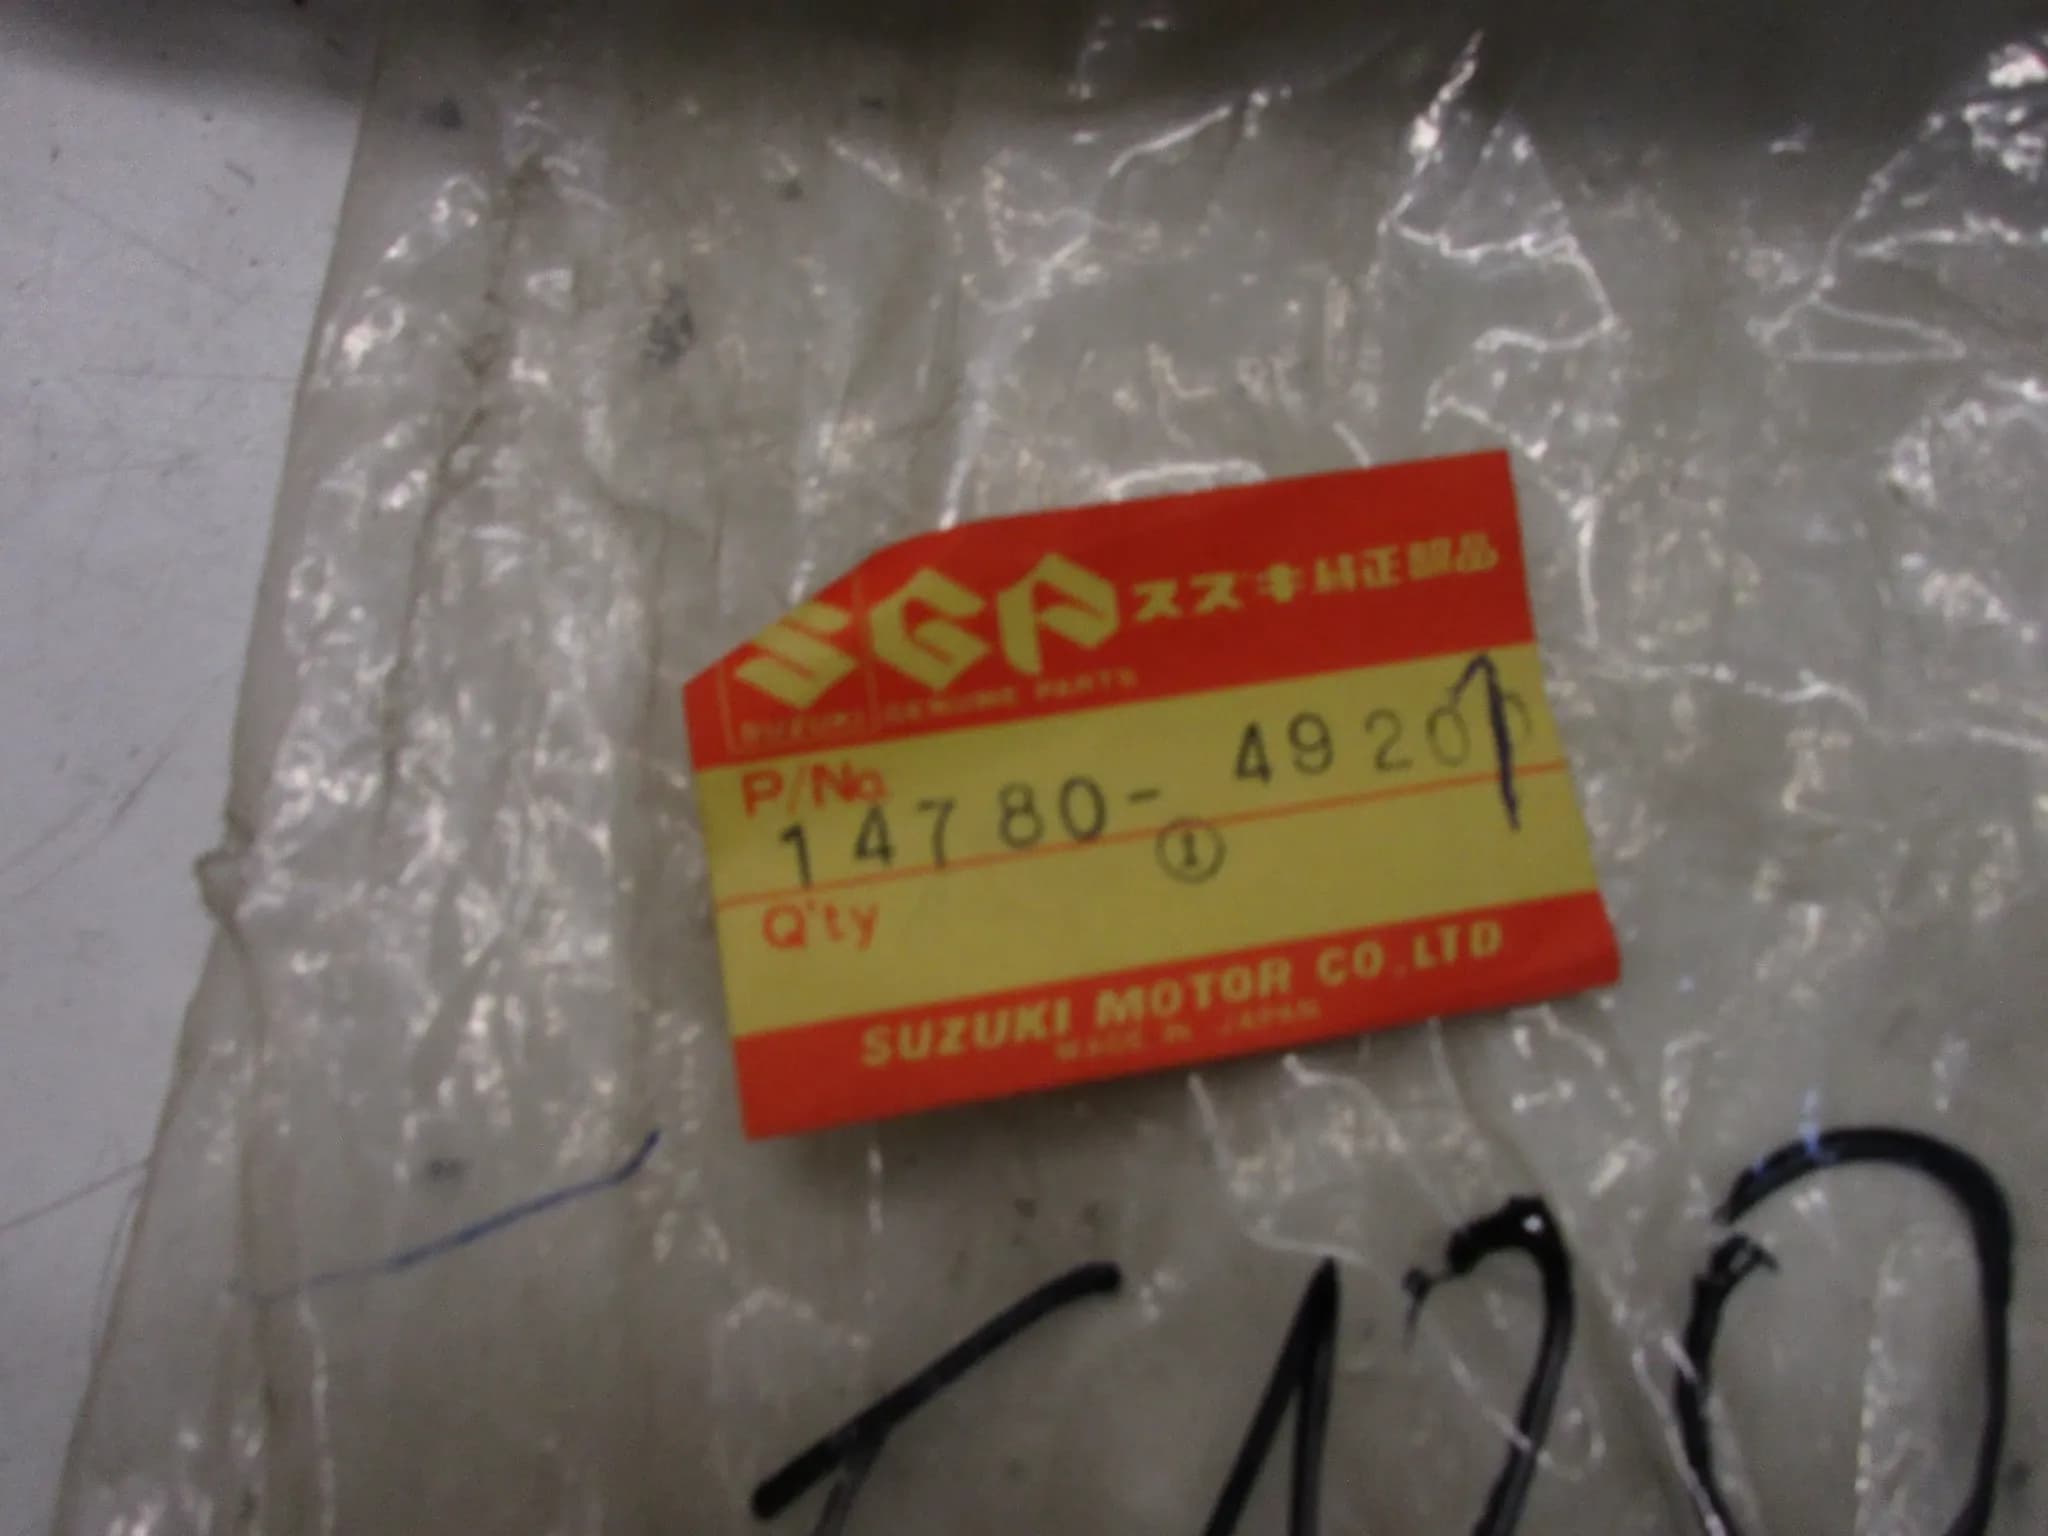 SGP スズキ純正部品
SUZUKI GENUINE PARTS
P/No.
14780-49201
①
Q'ty
SUZUKI MOTOR CO.,LTD
MADE IN JAPAN